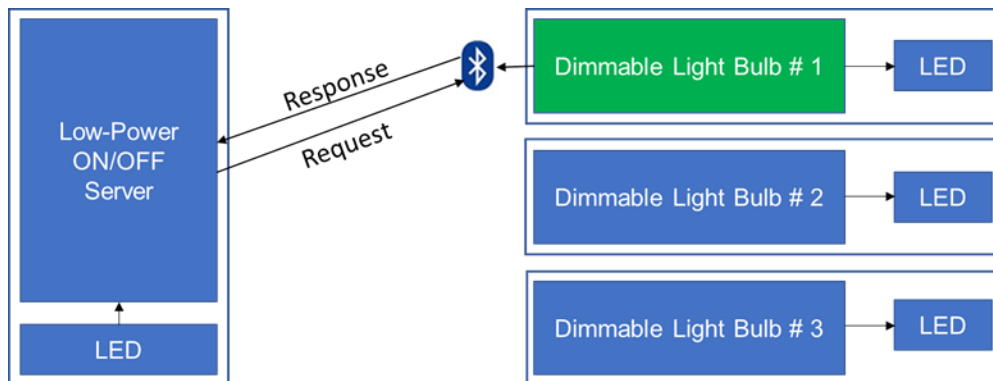 Low-Power
ON/OFF
Server
LED
Response
Request
Dimmable Light Bulb # 1
LED
Dimmable Light Bulb # 2
LED
Dimmable Light Bulb # 3
LED